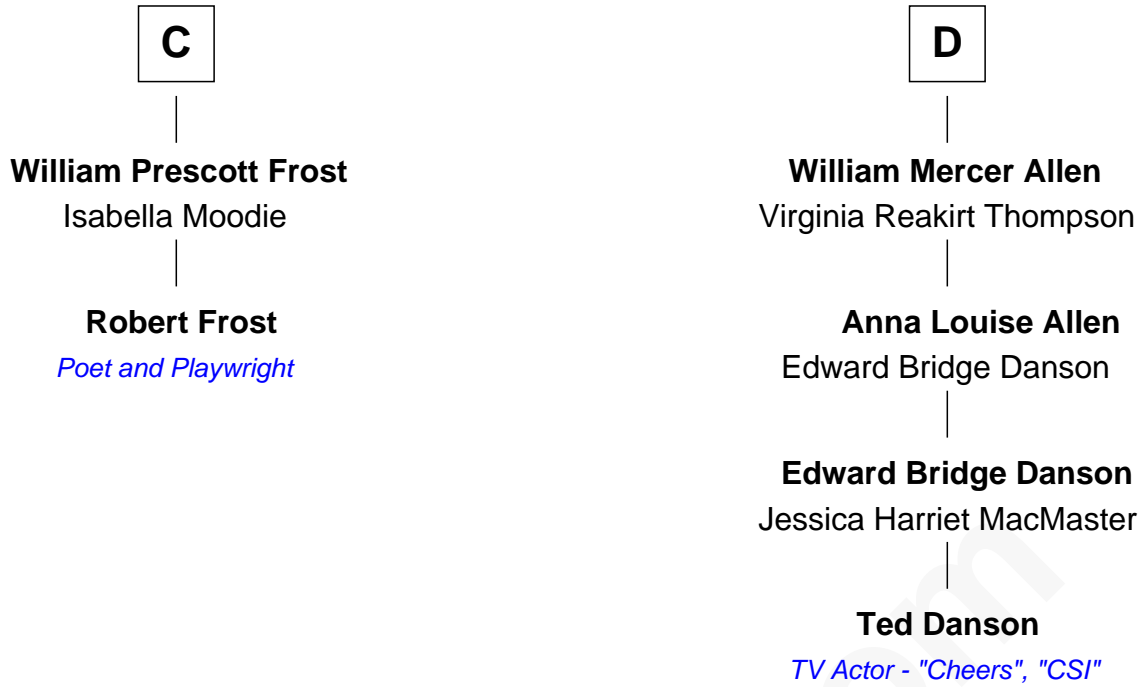 C
William Prescott Frost
Isabella Moodie
Robert Frost
Poet and Playwright
D
William Mercer Allen
Virginia Reakirt Thompson
Anna Louise Allen
Edward Bridge Danson
Edward Bridge Danson
Jessica Harriet MacMaster
Ted Danson
TV Actor - "Cheers", "CSI"